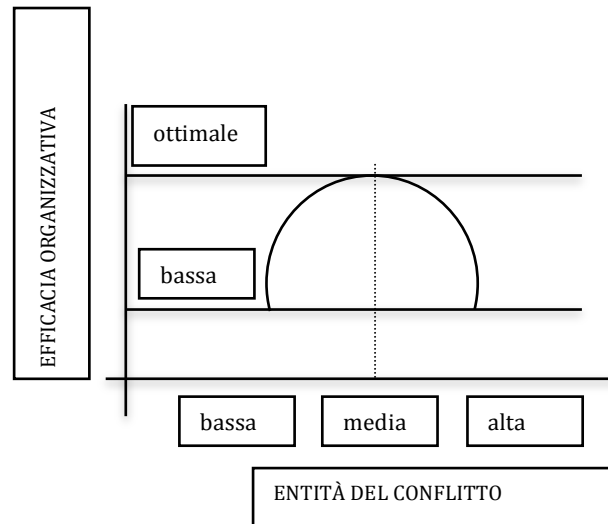 EFFICACIA ORGANIZZATIVA
ottimale
bassa
bassa
media
alta
ENTITÀ DEL CONFLITTO